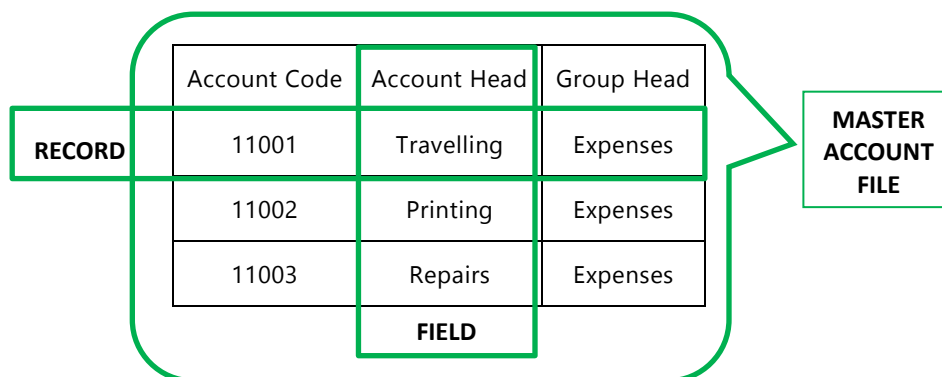 Account Code Account Head Group Head
RECORD 11001 Travelling Expenses
11002 Printing Expenses
11003 Repairs Expenses
FIELD
MASTER
ACCOUNT
FILE